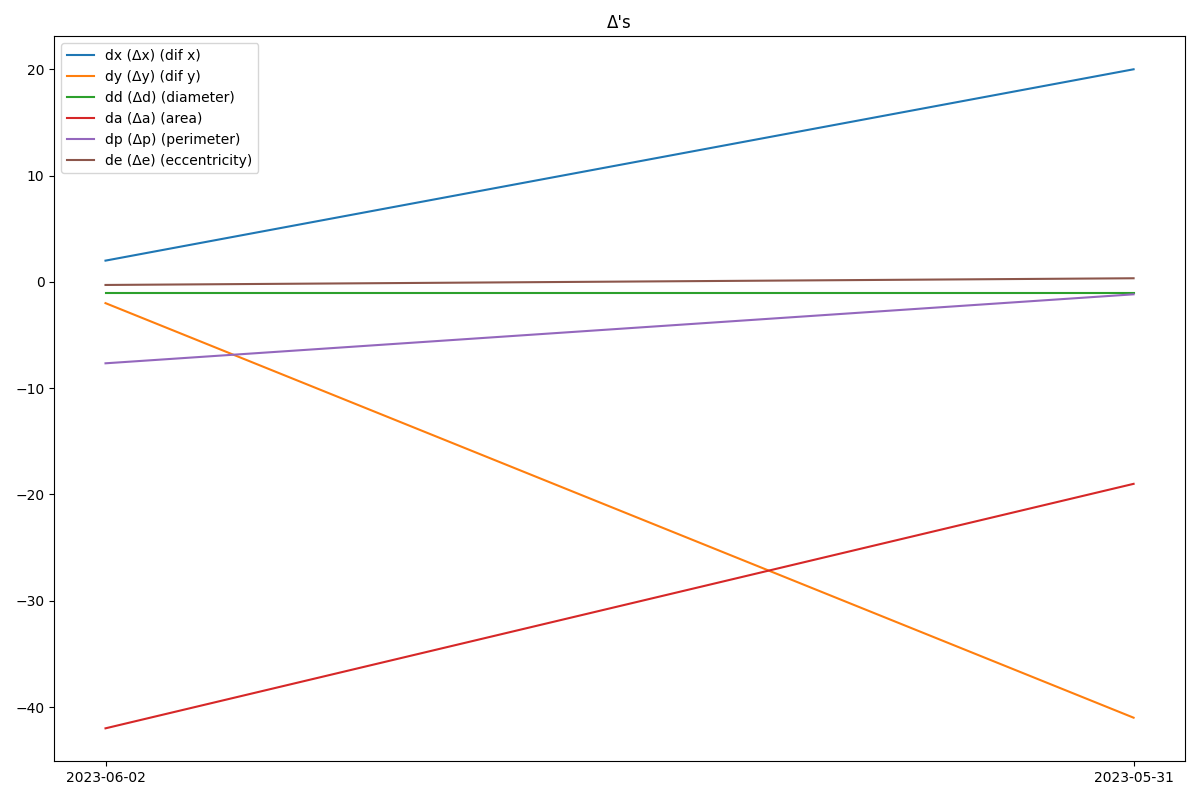 Δ's
dx (Δx) (dif x)
dy (Δy) (dif y)
dd (Δd) (diameter)
da (Δa) (area)
dp (Δp) (perimeter)
de (Δe) (eccentricity)
20
10
0
−10
−20
−30
−40
2023-06-02
2023-05-31